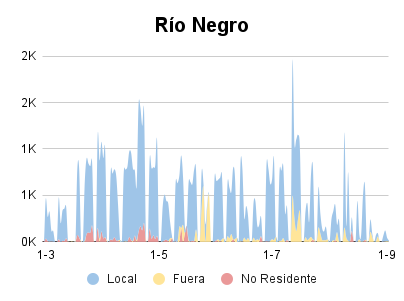 Río Negro
2K
2K
1K
1K
0K
1-3
1-5
1-7
1-9
Local
Fuera
No Residente